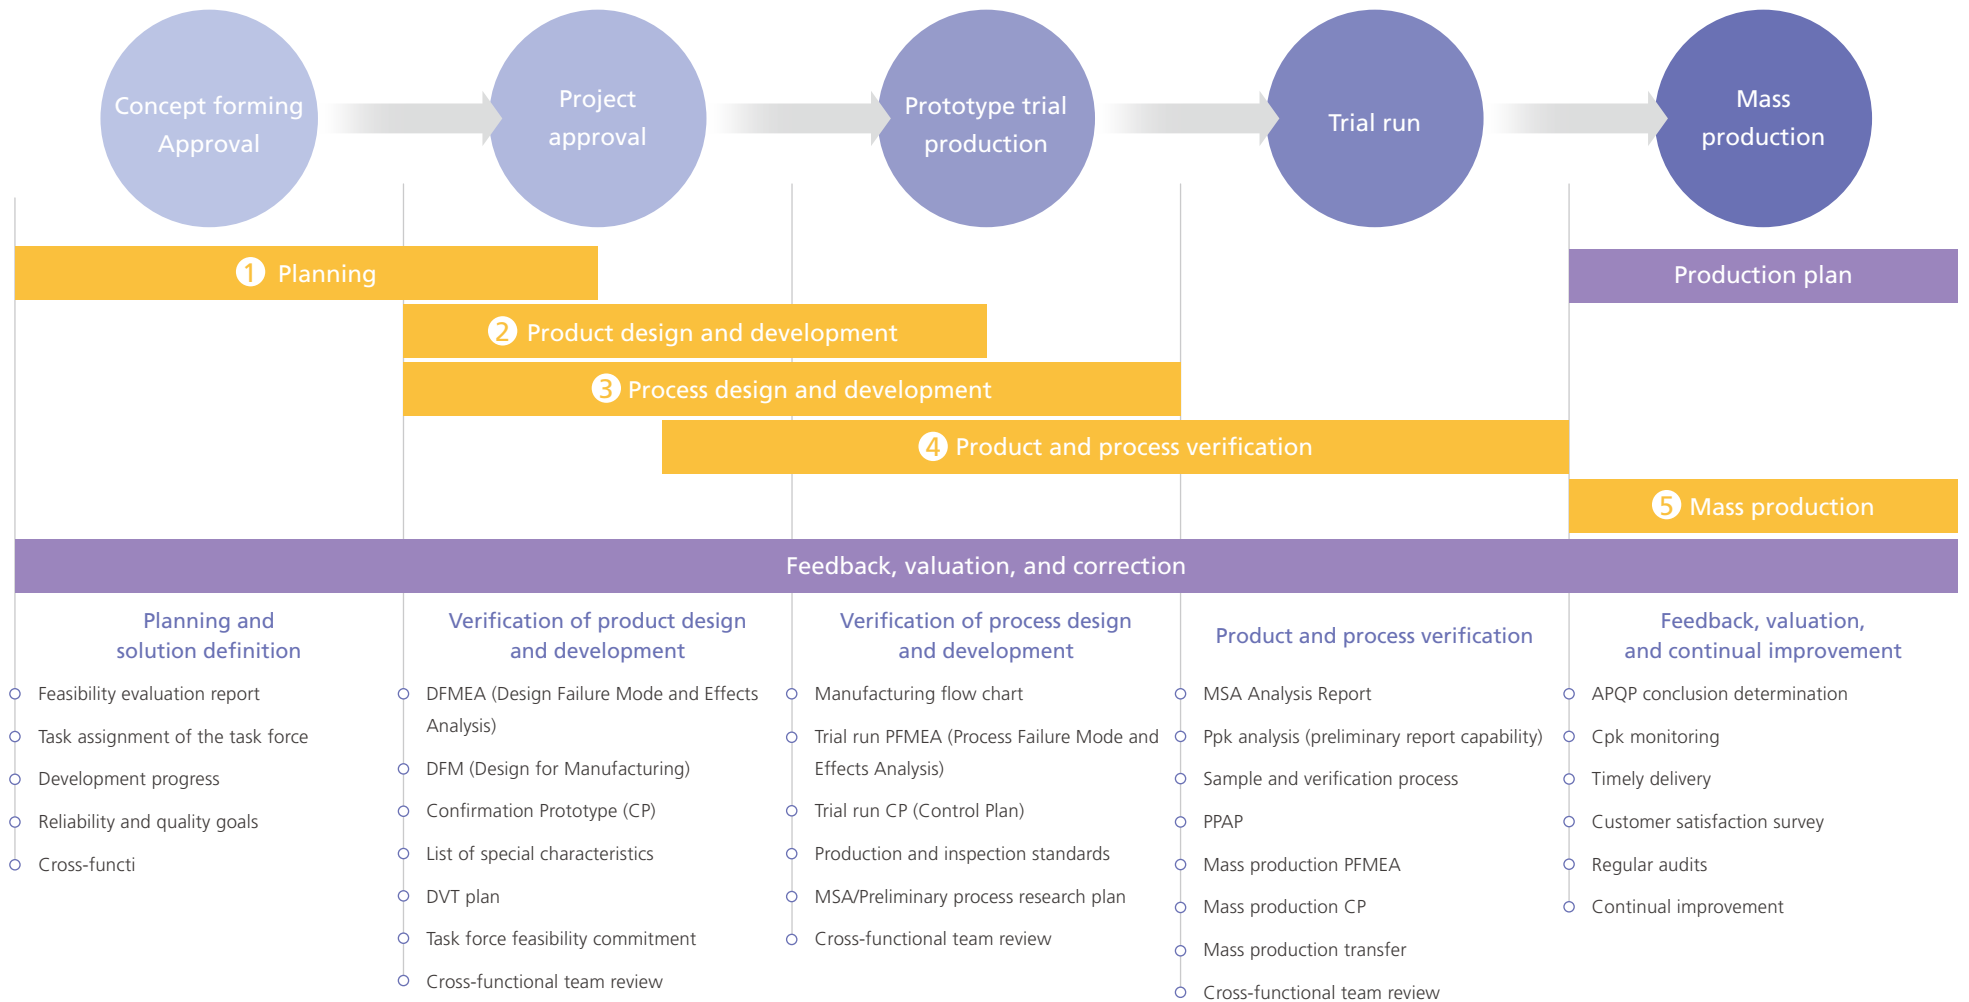 Concept forming
Approval
Project
approval
Prototype trial
production
Trial run
Mass
production
1 Planning
Production plan
2 Product design and development
3 Process design and development
4 Product and process verification
5 Mass production
Feedback, valuation, and correction
Planning and
solution definition
Feasibility evaluation report
Task assignment of the task force
Development progress
Reliability and quality goals
Cross-functi
Verification of product design
and development
DFMEA (Design Failure Mode and Effects
Analysis)
DFM (Design for Manufacturing)
Confirmation Prototype (CP)
List of special characteristics
DVT plan
Task force feasibility commitment
Cross-functional team review
Verification of process design
and development
Manufacturing flow chart
Trial run PFMEA (Process Failure Mode and
Effects Analysis)
Trial run CP (Control Plan)
Production and inspection standards
MSA/Preliminary process research plan
Cross-functional team review
Product and process verification
MSA Analysis Report
Ppk analysis (preliminary report capability)
Sample and verification process
PPAP
Mass production PFMEA
Mass production CP
Mass production transfer
Cross-functional team review
Feedback, valuation,
and continual improvement
APQP conclusion determination
Cpk monitoring
Timely delivery
Customer satisfaction survey
Regular audits
Continual improvement